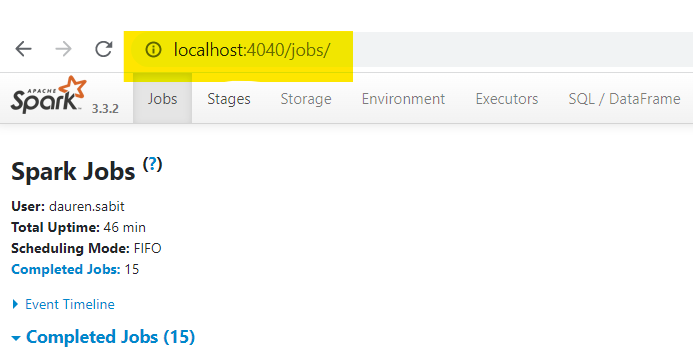 localhost:4040/jobs/
APACHE
Spark 3.3.2 Jobs Stages Storage Environment Executors SQL / DataFrame
Spark Jobs (?)
User: dauren.sabit
Total Uptime: 46 min
Scheduling Mode: FIFO
Completed Jobs: 15
Event Timeline
Completed Jobs (15)